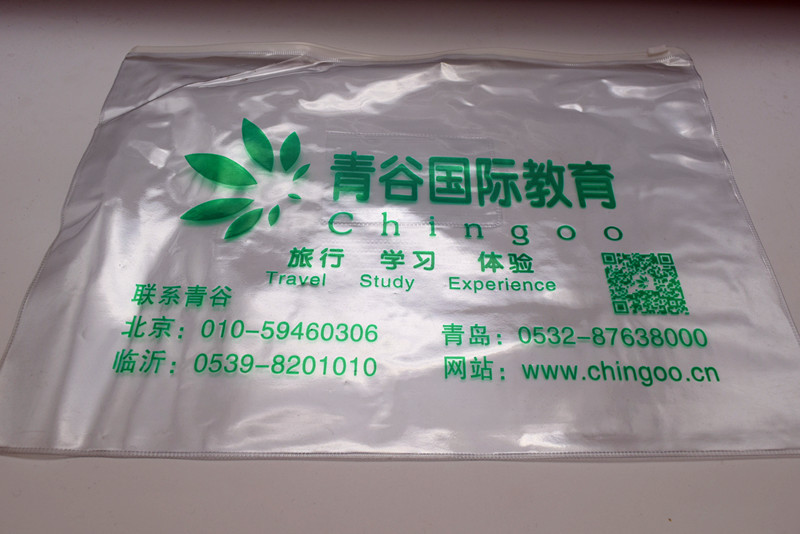 青谷国际教育
Chingoo
旅行 学习 体验
Travel Study Experience
联系青谷
北京：010-59460306 青岛：0532-87638000
临沂：0539-8201010 网站：www.chingoo.cn